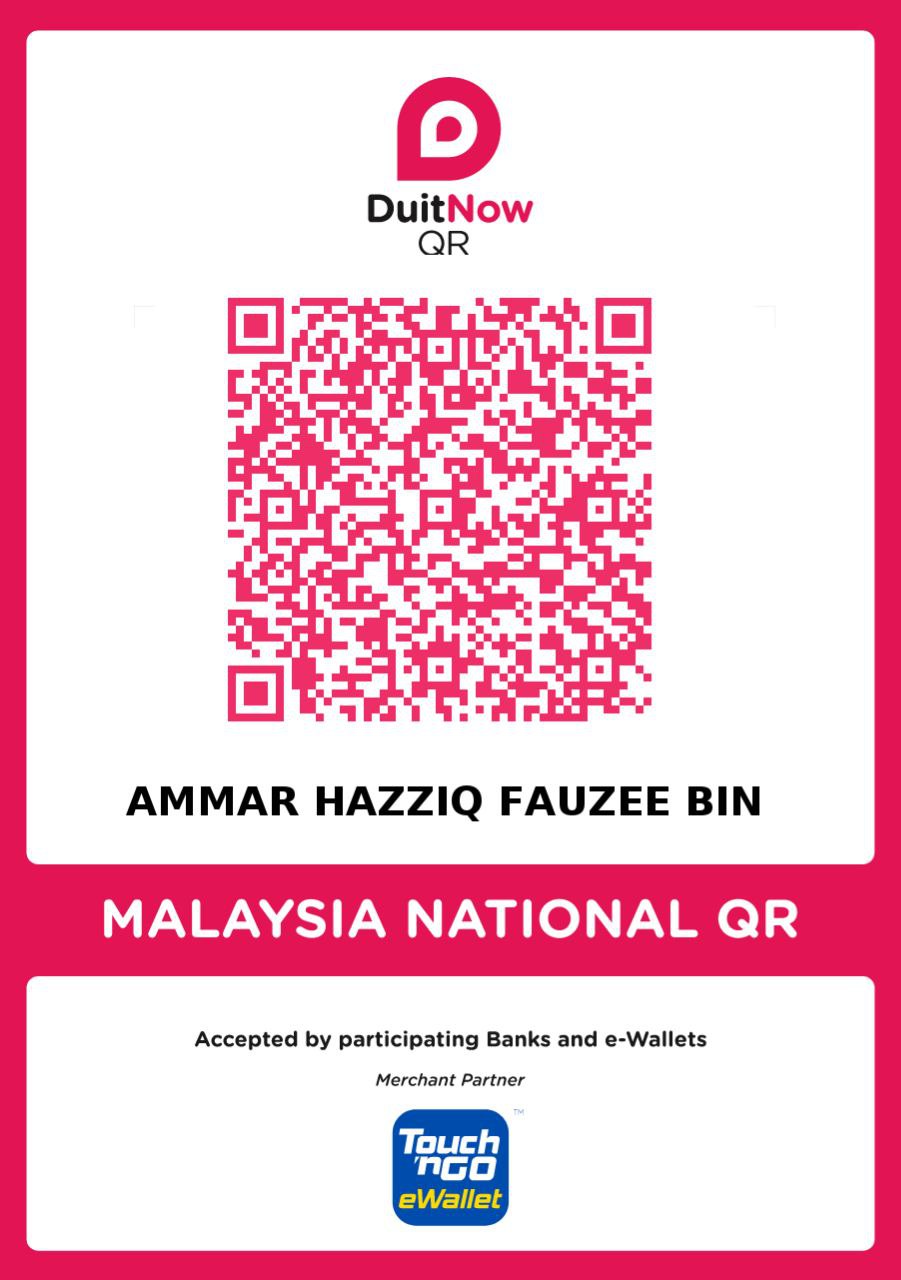 DuitNow
QR
AMMAR HAZZIQ FAUZEE BIN
MALAYSIA NATIONAL QR
Accepted by participating Banks and e-Wallets
Merchant Partner
TM
Touch
'nGO
eWallet